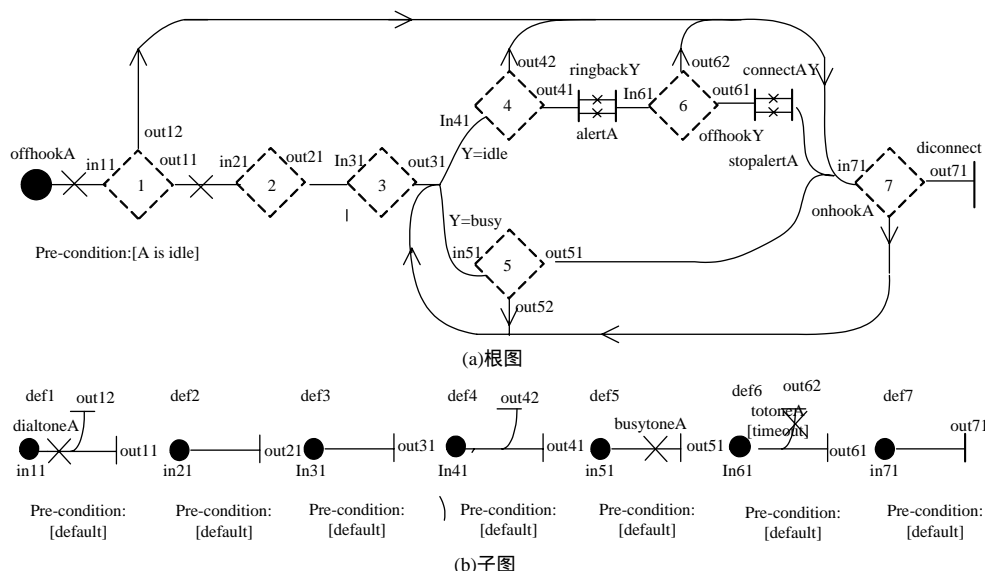 out42
ringbackY
out62
connectAY
out41
In61
out61
4
6
In41
alertA
offhookY
out12
stopalertA
offhookA
in11
out11
in21
out21
In31
out31
Y=idle
in71
diconnect
1
2
3
7
out71
onhookA
Y=busy
Pre-condition:[A is idle]
in51
5
out51
out52
(a)根图
def1
out12
def2
def3
def4
out42
def5
def6
out62
def7
dialtoneA
busytoneA
totoneA
[timeout]
out71
in11
out11
in21
out21
In31
out31
In41
out41
in51
out51
In61
out61
in71
Pre-condition:
[default]
Pre-condition:
[default]
Pre-condition:
[default]
Pre-condition:
[default]
Pre-condition:
[default]
Pre-condition:
[default]
Pre-condition:
[default]
(b)子图